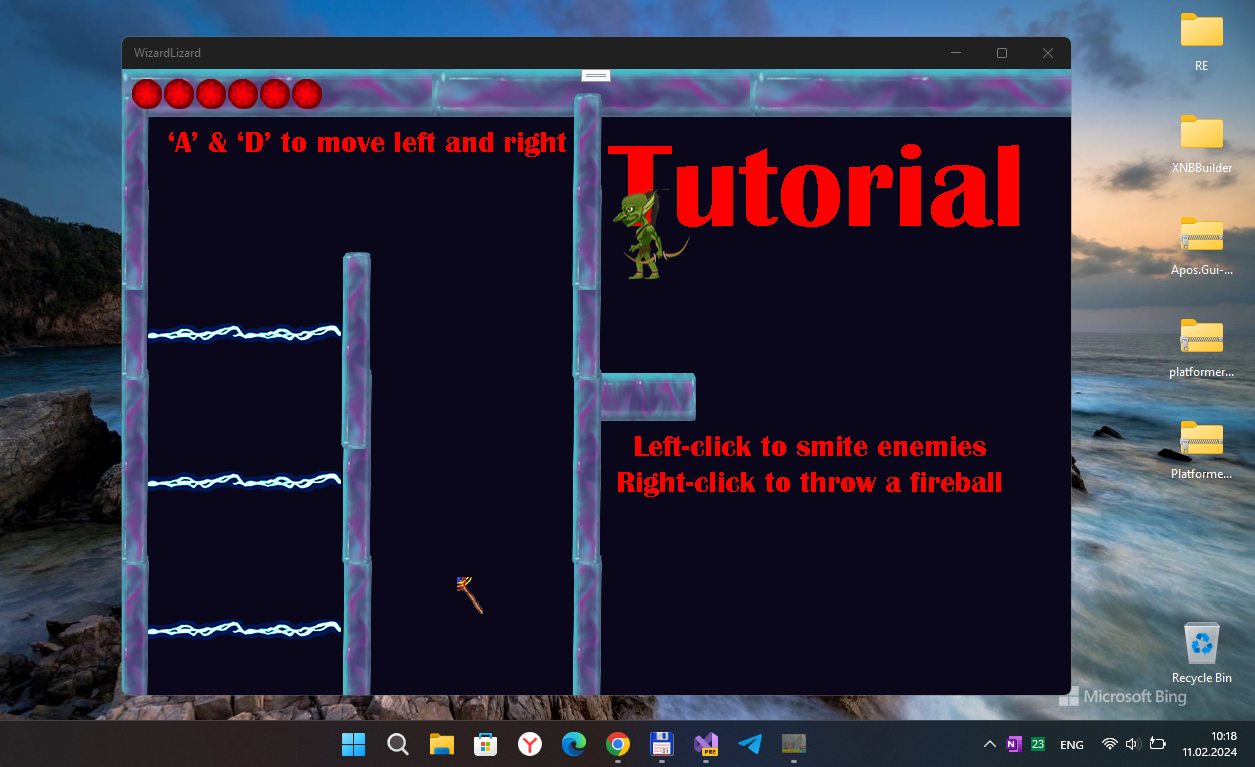 WizardLizard
‘A’ & ‘D’ to move left and right
Tutorial
Left-click to smite enemies
Right-click to throw a fireball
RE
XNBBuilder
Apos.Gui-...
platformer...
Platforme...
Recycle Bin
Microsoft Bing
PRE
23
ENG
10:18
11.02.2024